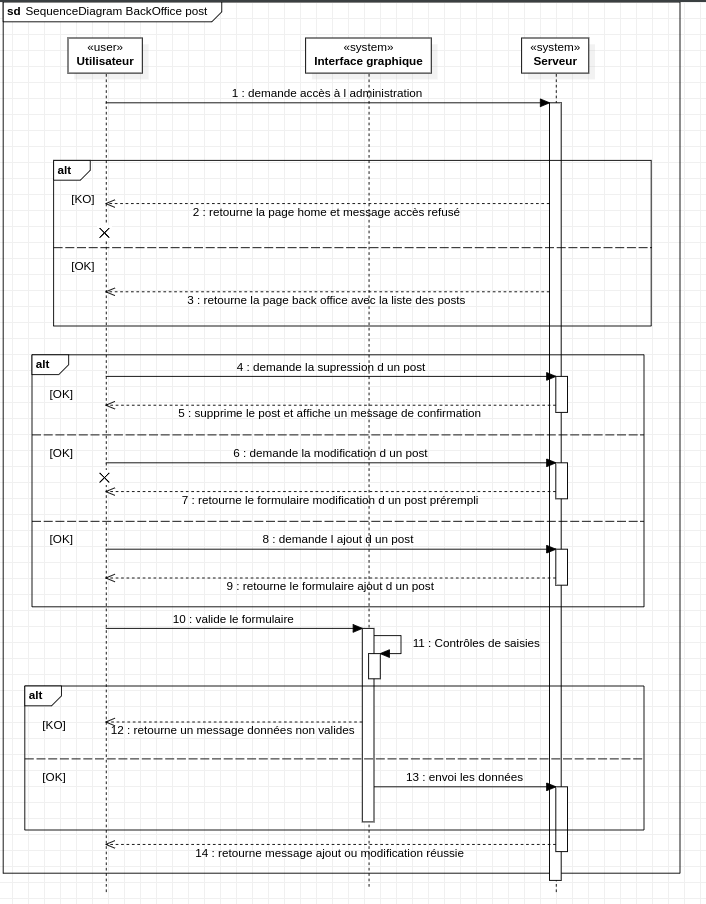 sd SequenceDiagram BackOffice post
«user»
Utilisateur
«system»
Interface graphique
«system»
Serveur
1 : demande accès à l administration
alt
[KO]
2 : retourne la page home et message accès refusé
[OK]
3 : retourne la page back office avec la liste des posts
alt
4 : demande la supression d un post
[OK]
5 : supprime le post et affiche un message de confirmation
[OK]
6 : demande la modification d un post
7 : retourne le formulaire modification d un post prérempli
[OK]
8 : demande l ajout d un post
9 : retourne le formulaire ajout d un post
10 : valide le formulaire
11 : Contrôles de saisies
alt
[KO]
12 : retourne un message données non valides
[OK]
13 : envoi les données
14 : retourne message ajout ou modification réussie